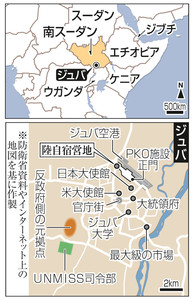 スーダン
南スーダン
ジブチ
エチオピア
ジュバ
ケニア
ウガンダ
N
500km
ジュバ
ジュバ空港
PKO施設
正門
陸自宿営地
日本大使館
米大使館
官庁街
大統領府
ジュバ
大学
反政府側の元拠点
最大級の市場
UNMISS司令部
2km
※防衛省資料やインターネット上の
地図を基に作製